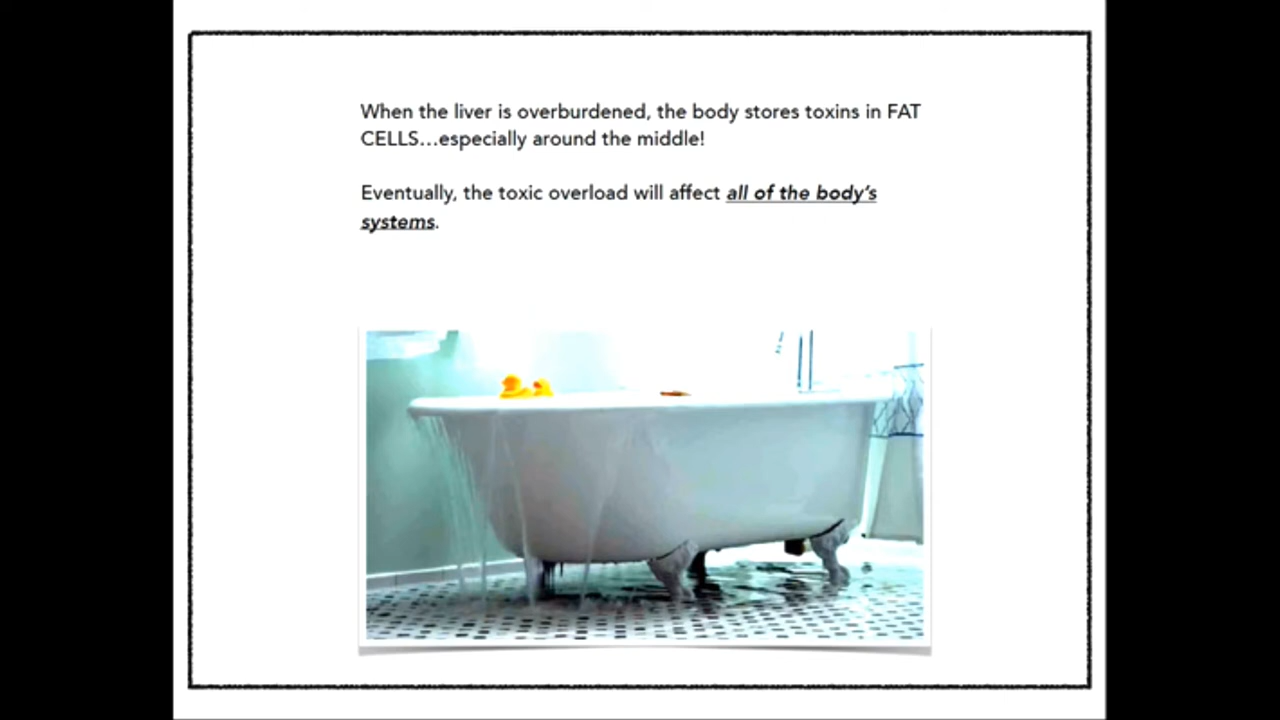 When the liver is overburdened, the body stores toxins in FAT
CELLS...especially around the middle!
Eventually, the toxic overload will affect all of the body's
systems.